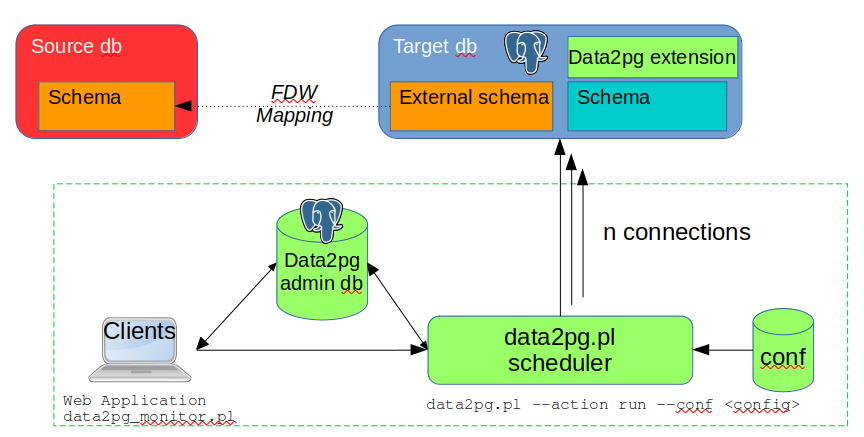 Source db
Target db
Data2pg extension
Schema
FDW
Mapping
External schema
Schema
n connections
Data2pg
admin db
Clients
data2pg.pl
scheduler
conf
Web Application
data2pg_monitor.pl
data2pg.pl --action run --conf <config>